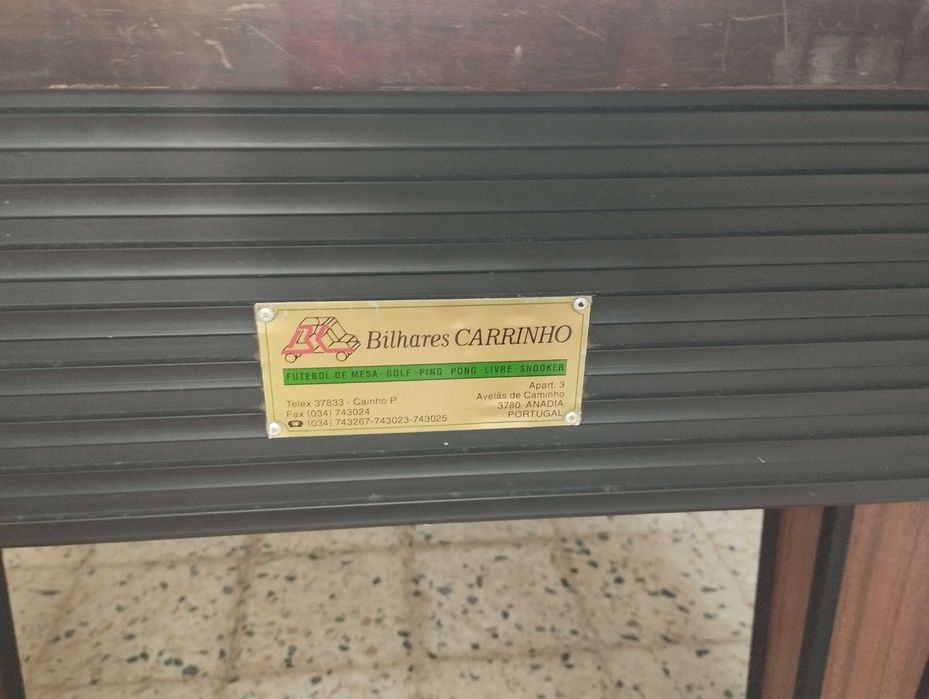 BC Bilhares CARRINHO
FUTEBOL DE MESA - GOLF - PING PONG LIVRE - SNOOKER
Apart. 3
Avelãs de Caminho
3780 ANADIA
PORTUGAL
Telex 37833 - Cainho P
Fax (034) 743024
☎ (034) 743267-743023-743025